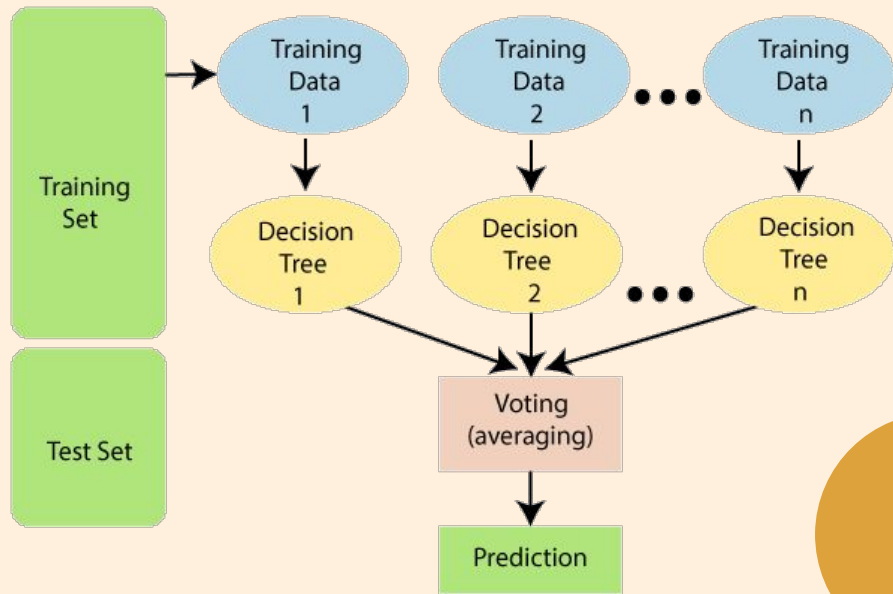 Training
Data
1
Training
Data
2
Training
Data
n
Training
Set
Decision
Tree
1
Decision
Tree
2
Decision
Tree
n
Voting
(averaging)
Test Set
Prediction